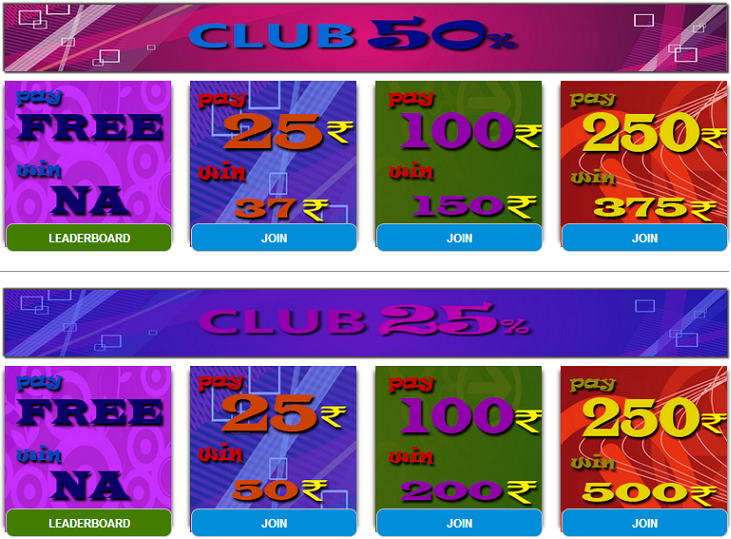 CLUB 50%
pay
FREE
win
NA
LEADERBOARD
pay
25₹
win
37₹
JOIN
pay
100₹
win
150₹
JOIN
pay
250₹
win
375₹
JOIN
CLUB 25%
pay
FREE
win
NA
LEADERBOARD
pay
25₹
win
50₹
JOIN
pay
100₹
win
200₹
JOIN
pay
250₹
win
500₹
JOIN